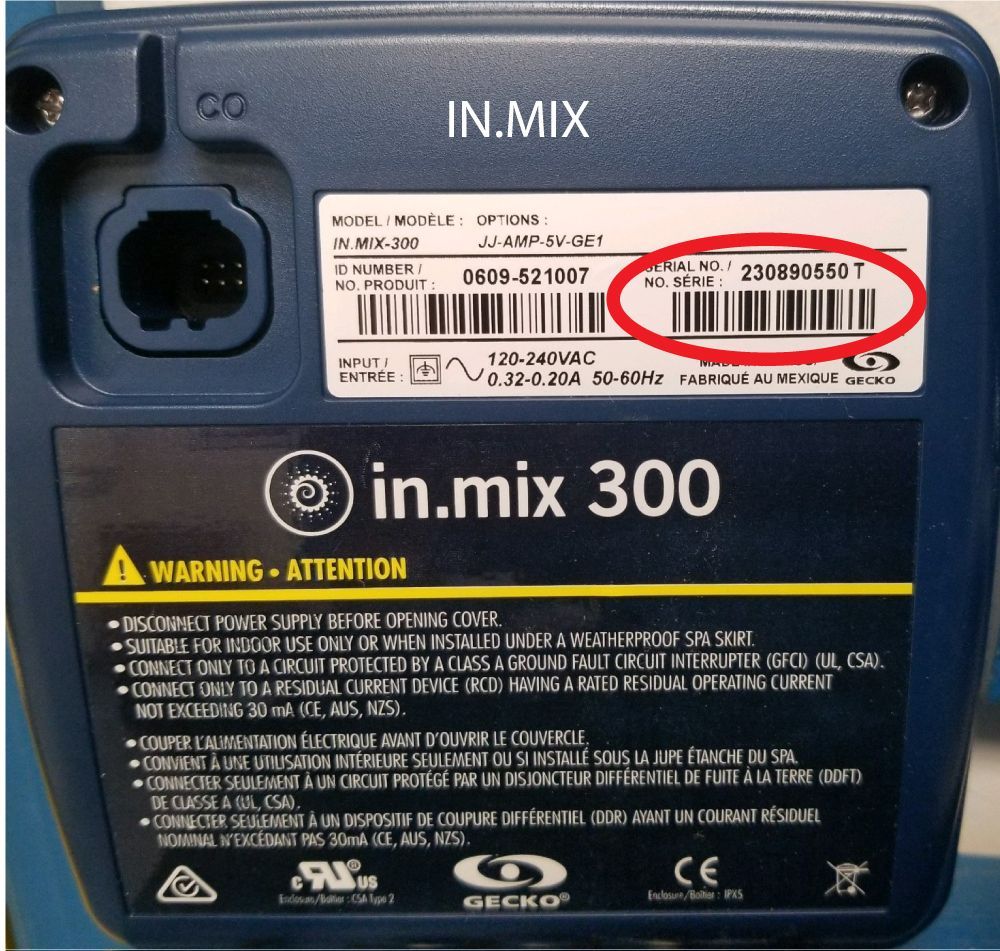 CO
IN.MIX
MODEL / MODÈLE : OPTIONS :
IN.MIX-300 JJ-AMP-5V-GE1
ID NUMBER / 0609-521007
NO. PRODUIT :
SERIAL NO. / 230890550 T
NO. SÉRIE :
INPUT / 120-240VAC
ENTRÉE : 0.32-0.20A 50-60Hz
MADE
FABRIQUÉ AU MEXIQUE GECKO
in.mix 300
WARNING • ATTENTION
• DISCONNECT POWER SUPPLY BEFORE OPENING COVER.
• SUITABLE FOR INDOOR USE ONLY OR WHEN INSTALLED UNDER A WEATHERPROOF SPA SKIRT.
• CONNECT ONLY TO A CIRCUIT PROTECTED BY A CLASS A GROUND FAULT CIRCUIT INTERRUPTER (GFCI) (UL, CSA).
• CONNECT ONLY TO A RESIDUAL CURRENT DEVICE (RCD) HAVING A RATED RESIDUAL OPERATING CURRENT
NOT EXCEEDING 30 mA (CE, AUS, NZS).
• COUPER L'ALIMENTATION ÉLECTRIQUE AVANT D'OUVRIR LE COUVERCLE.
• CONVIENT À UNE UTILISATION INTÉRIEURE SEULEMENT OU SI INSTALLÉ SOUS LA JUPE ÉTANCHE DU SPA.
• CONNECTER SEULEMENT À UN CIRCUIT PROTÉGÉ PAR UN DISJONCTEUR DIFFÉRENTIEL DE FUITE À LA TERRE (DDFT)
DE CLASSE A (UL, CSA).
• CONNECTER SEULEMENT À UN DISPOSITIF DE COUPURE DIFFÉRENTIEL (DDR) AYANT UN COURANT RÉSIDUEL
NOMINAL N'EXCÉDANT PAS 30mA (CE, AUS, NZS).
c RU ® US
Enclosure/Boîtier : CSA Type 2
GECKO®
CE
Enclosure/Boîtier : IPX5